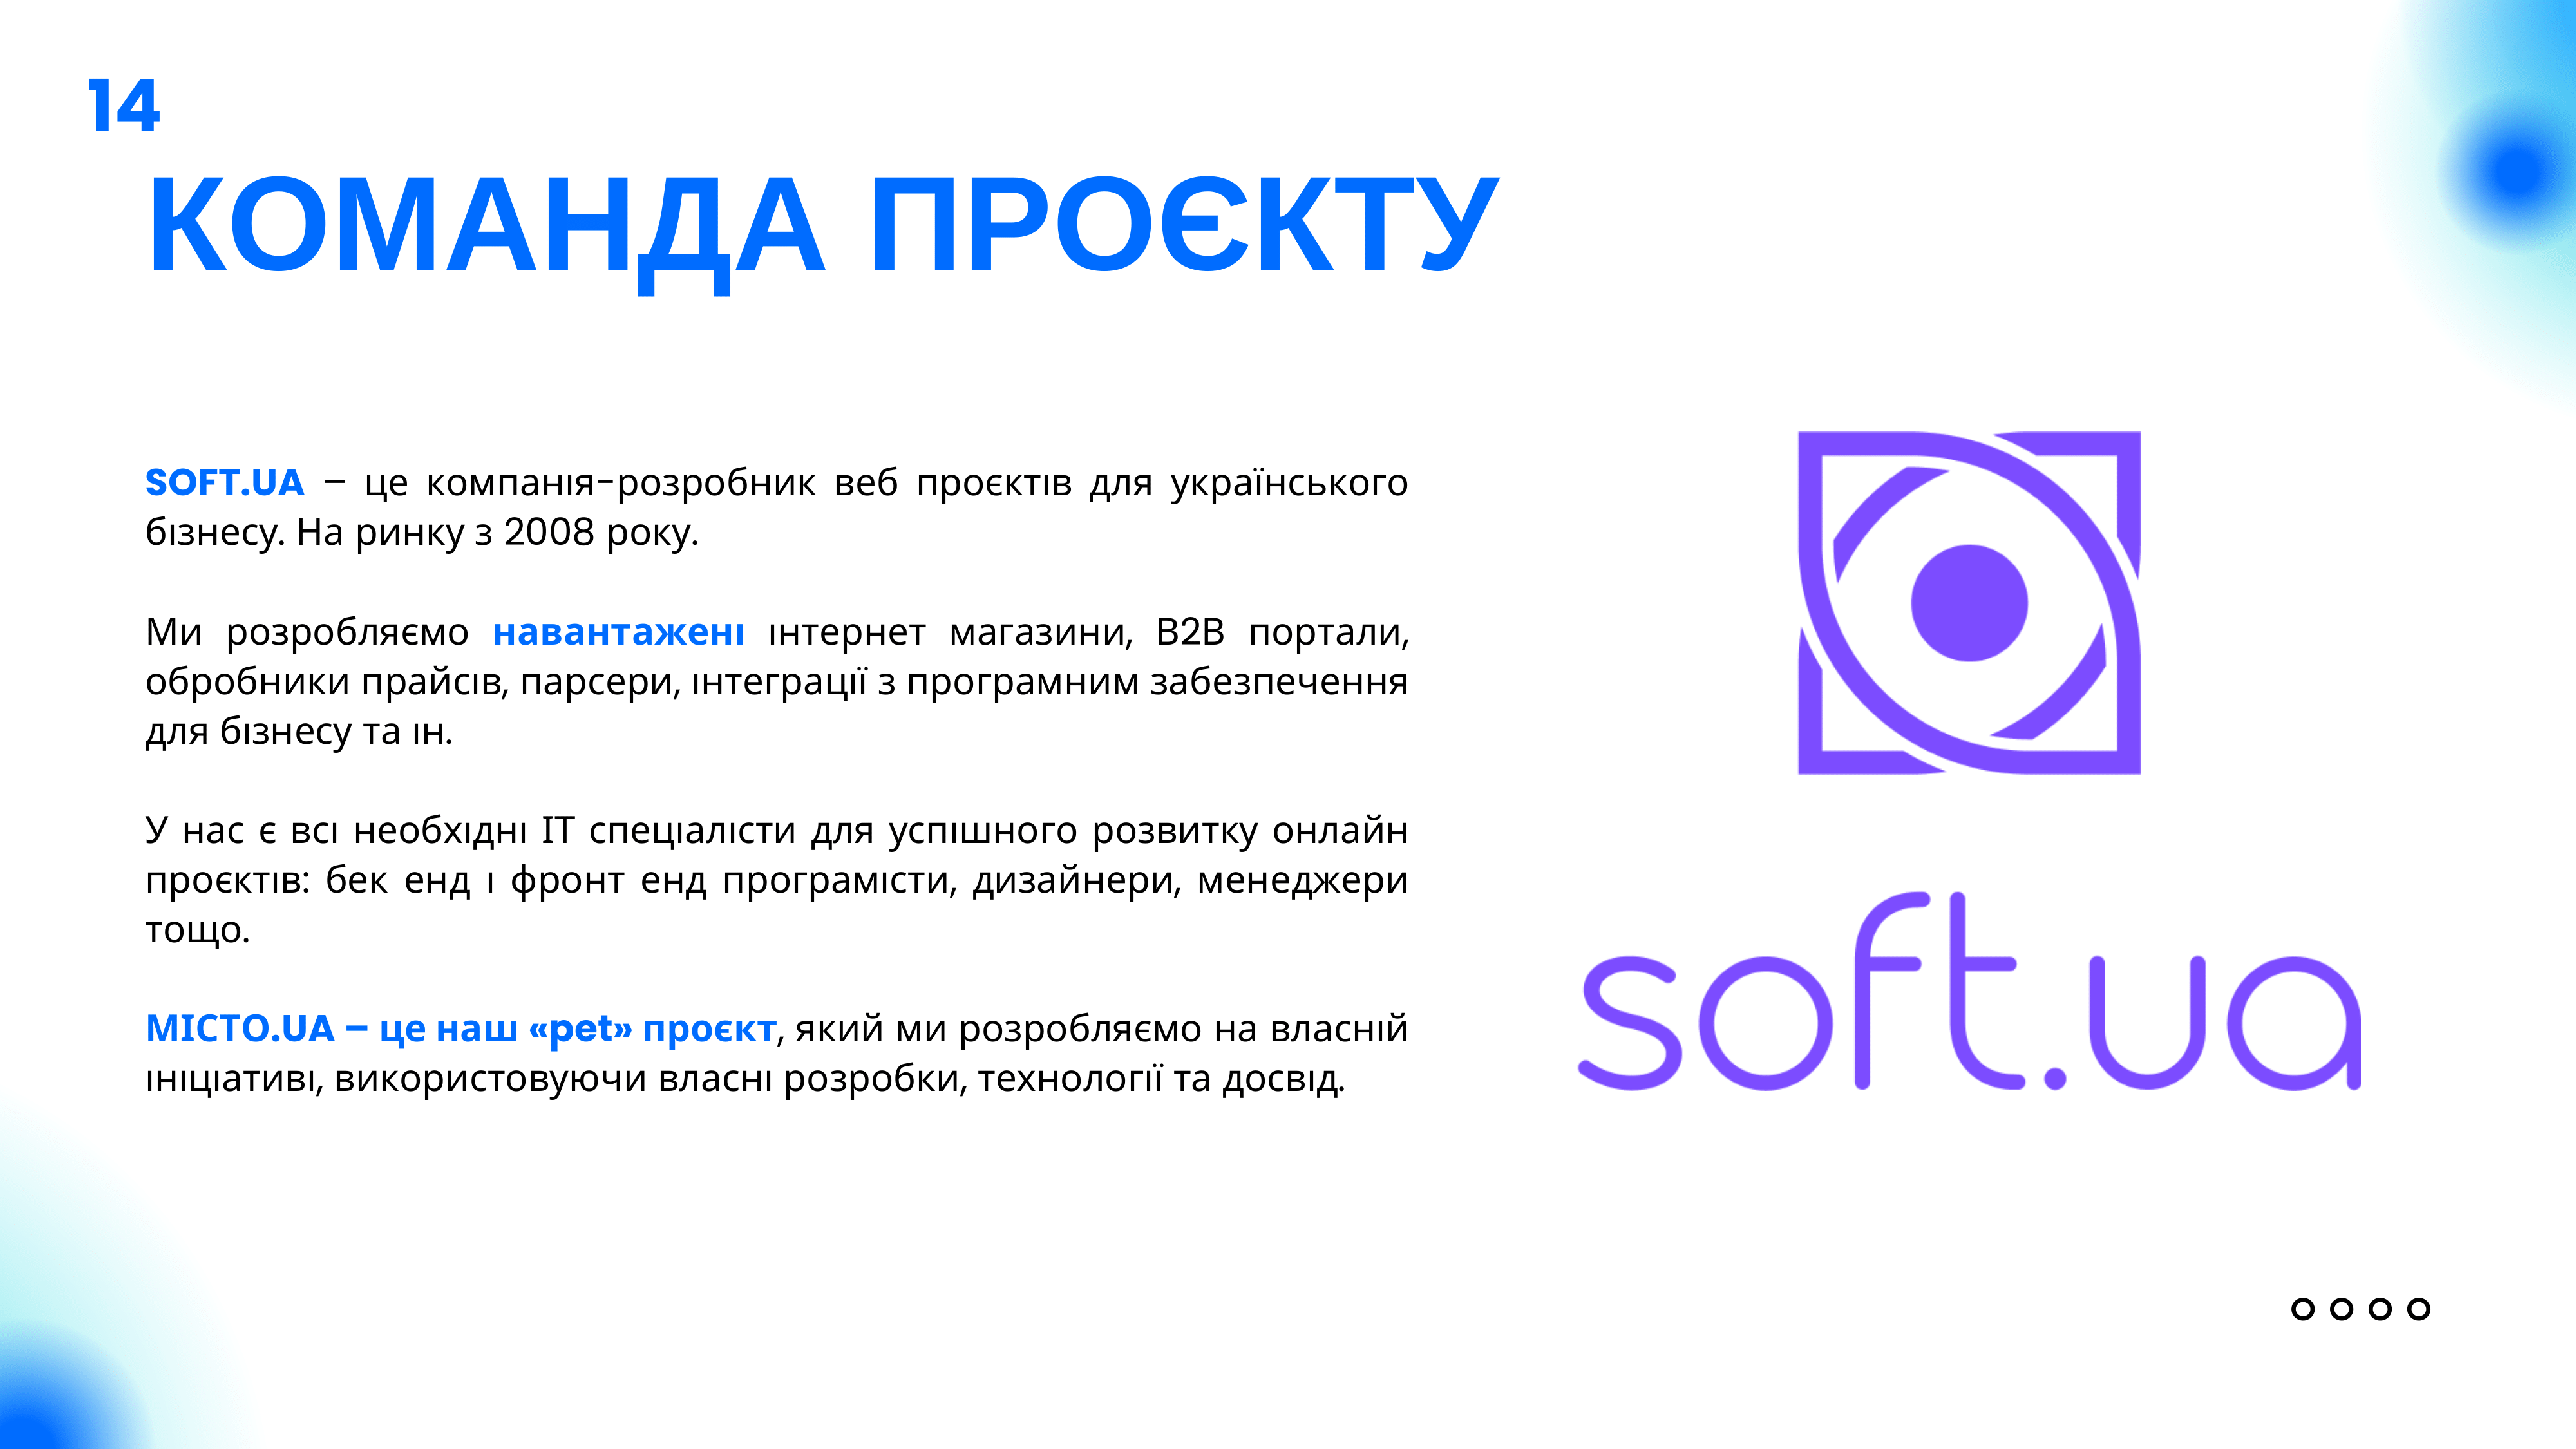 14
КОМАНДА ПРОЄКТУ
SOFT.UA – це компанія-розробник веб проєктів для українського
бізнесу. На ринку з 2008 року.
Ми розробляємо навантажені інтернет магазини, B2B портали,
обробники прайсів, парсери, інтеграції з програмним забезпечення
для бізнесу та ін.
У нас є всі необхідні ІТ спеціалісти для успішного розвитку онлайн
проєктів: бек енд і фронт енд програмісти, дизайнери, менеджери
тощо.
МІСТО.UA – це наш «pet» проєкт, який ми розробляємо на власній
ініціативі, використовуючи власні розробки, технології та досвід.
soft.ua